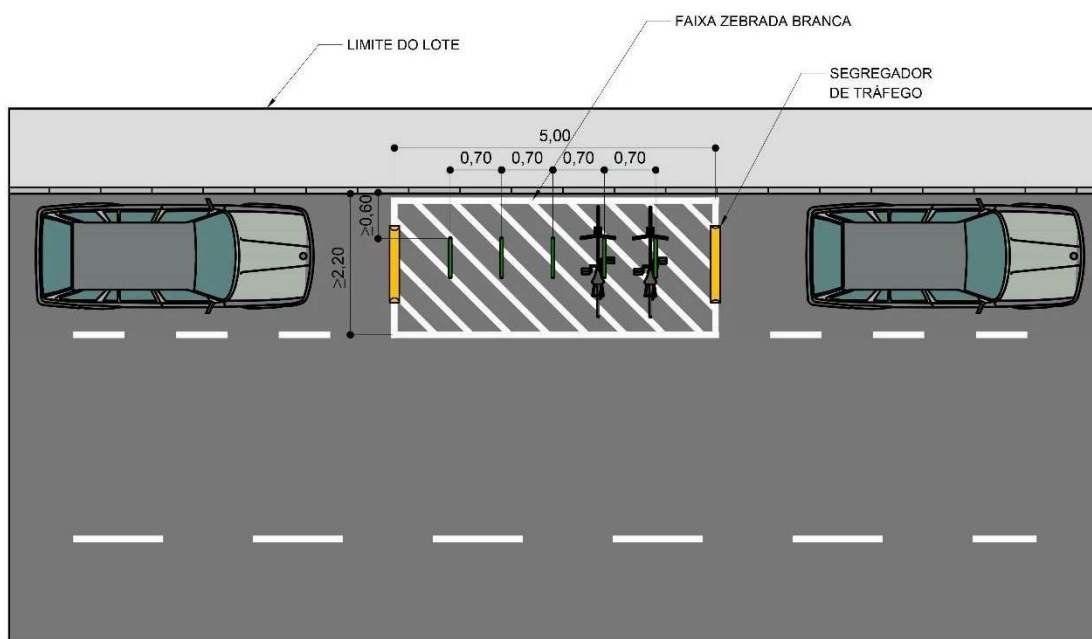 FAIXA ZEBRADA BRANCA
LIMITE DO LOTE
SEGREGADOR
DE TRÁFEGO
5,00
0,70 0,70 0,70 0,70
≥0,60
≥2,20